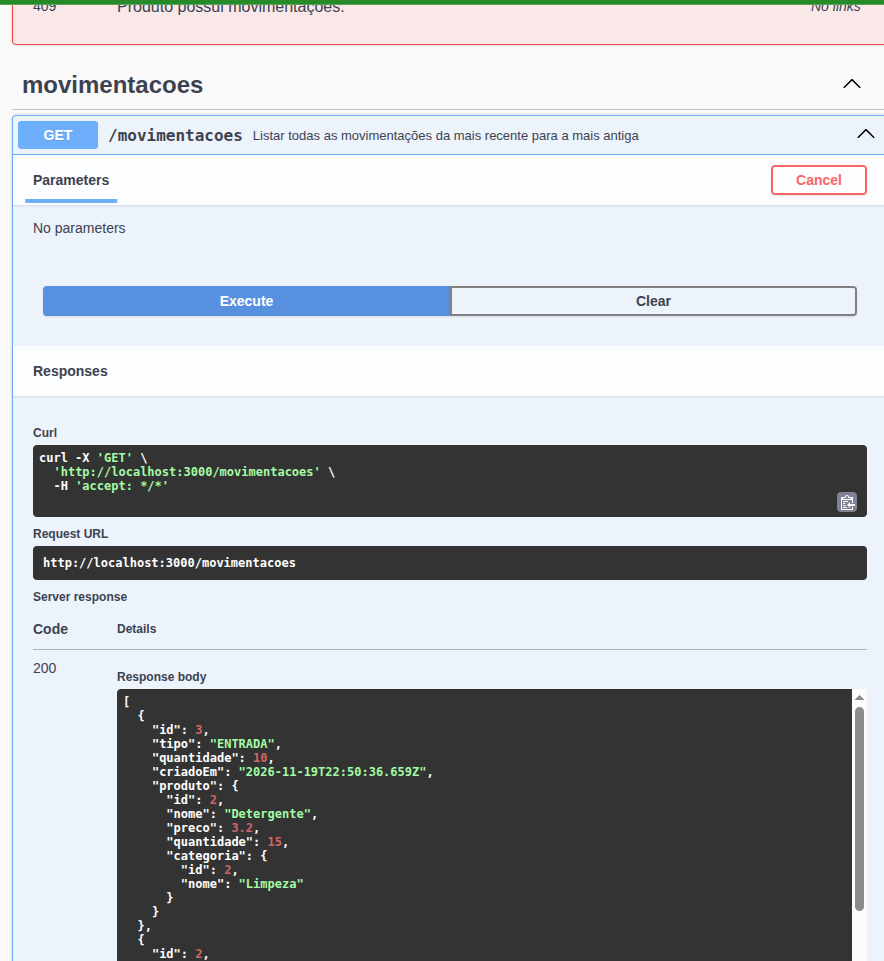 409 Produto possui movimentações. No links
movimentacoes
GET /movimentacoes Listar todas as movimentações da mais recente para a mais antiga
Parameters Cancel
No parameters
Execute Clear
Responses
Curl
curl -X 'GET' \
  'http://localhost:3000/movimentacoes' \
  -H 'accept: */*'
Request URL
http://localhost:3000/movimentacoes
Server response
Code Details
200
Response body
[
  {
    "id": 3,
    "tipo": "ENTRADA",
    "quantidade": 10,
    "criadoEm": "2026-11-19T22:50:36.659Z",
    "produto": {
      "id": 2,
      "nome": "Detergente",
      "preco": 3.2,
      "quantidade": 15,
      "categoria": {
        "id": 2,
        "nome": "Limpeza"
      }
    }
  },
  {
    "id": 2,